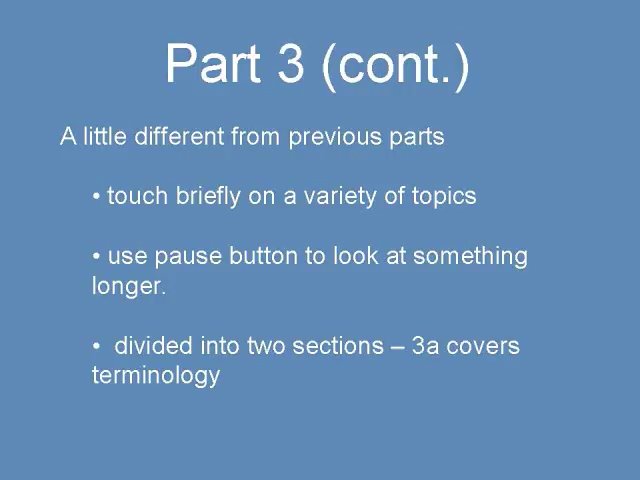 Part 3 (cont.)
A little different from previous parts
• touch briefly on a variety of topics
• use pause button to look at something
longer.
• divided into two sections – 3a covers
terminology